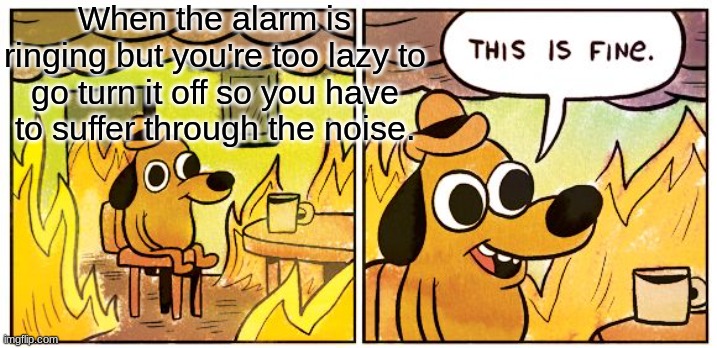 When the alarm is
ringing but you're too lazy to
go turn it off so you have
to suffer through the noise.
THIS IS FINE.
imgflip.com